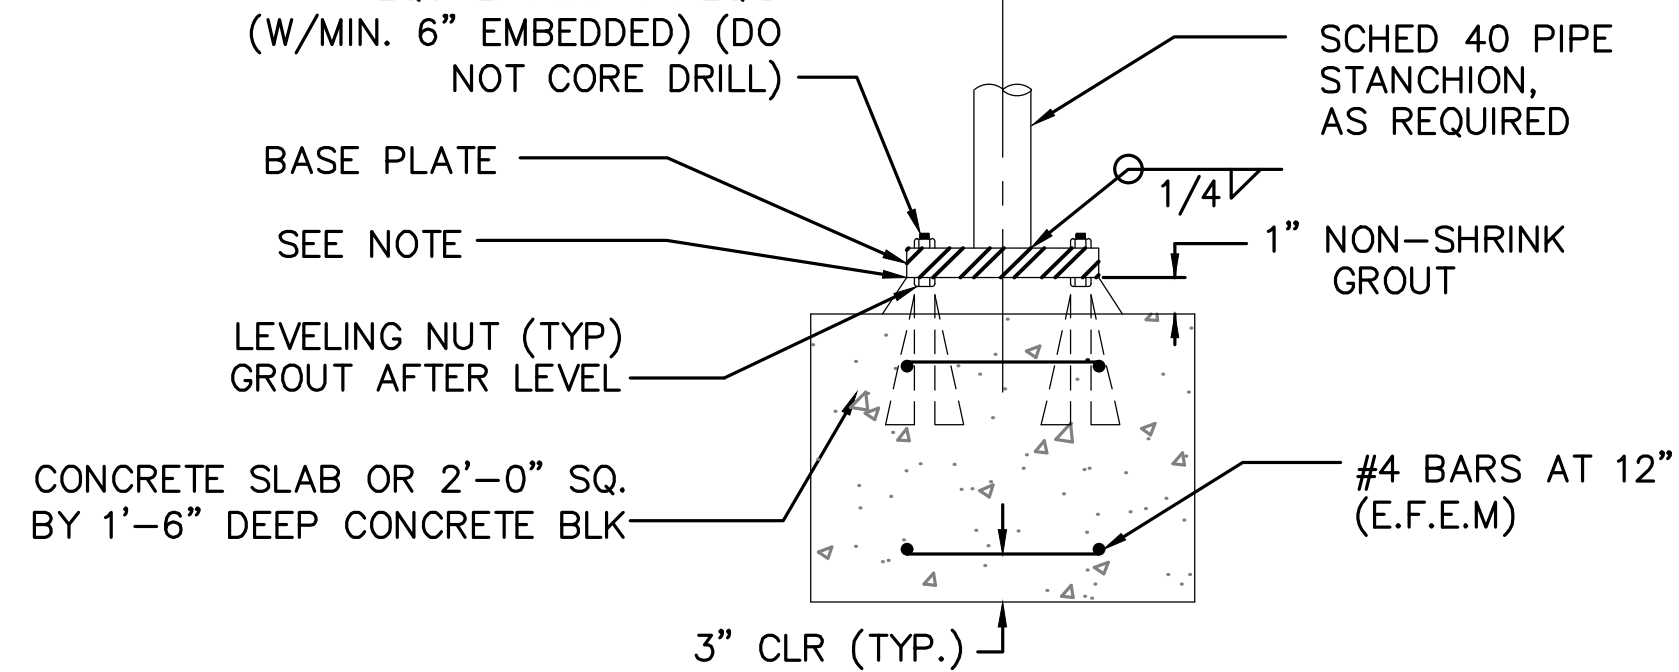 (W/MIN. 6” EMBEDDED) (DO
NOT CORE DRILL)
BASE PLATE
SEE NOTE
LEVELING NUT (TYP)
GROUT AFTER LEVEL
CONCRETE SLAB OR 2'-0” SQ.
BY 1'-6” DEEP CONCRETE BLK
3” CLR (TYP.)
SCHED 40 PIPE
STANCHION,
AS REQUIRED
1/4
1” NON-SHRINK
GROUT
#4 BARS AT 12”
(E.F.E.M)